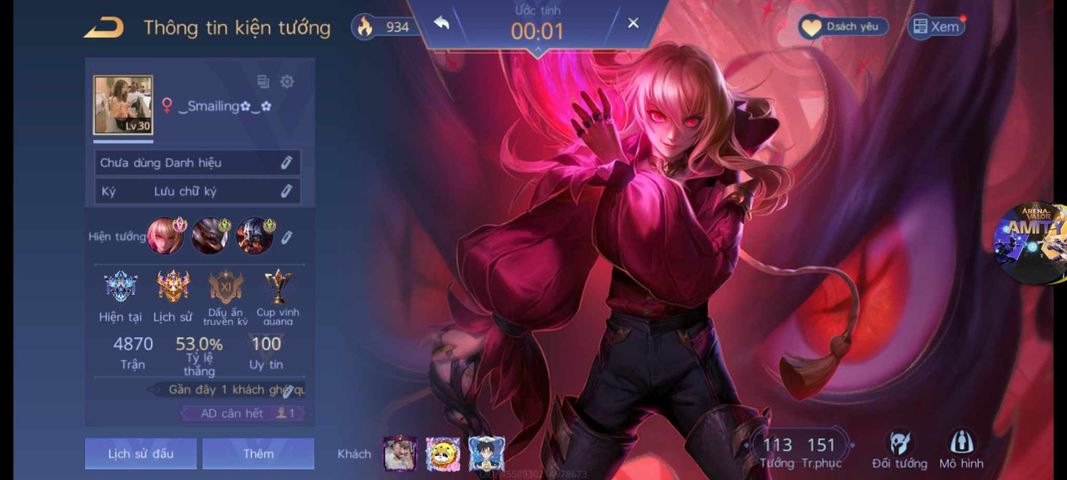 Thông tin kiện tướng
934
Ước tính
00:01
D.sách yêu
Xem
Lv.30
‿Smailing✿‿✿
Chưa dùng Danh hiệu
Ký Lưu chữ ký
Hiện tướng
XI
Hiện tại
Lịch sử
Dấu ấn truyền kỳ
Cup vinh quang
4870
Trận
53.0%
Tỷ lệ thắng
100
Uy tín
Gần đây 1 khách
AD cân hết 1
Lịch sử đấu
Thêm
Khách
113
Tướng
151
Tr.phục
Đổi tướng
Mô hình
ARENA OF VALOR
AMITY